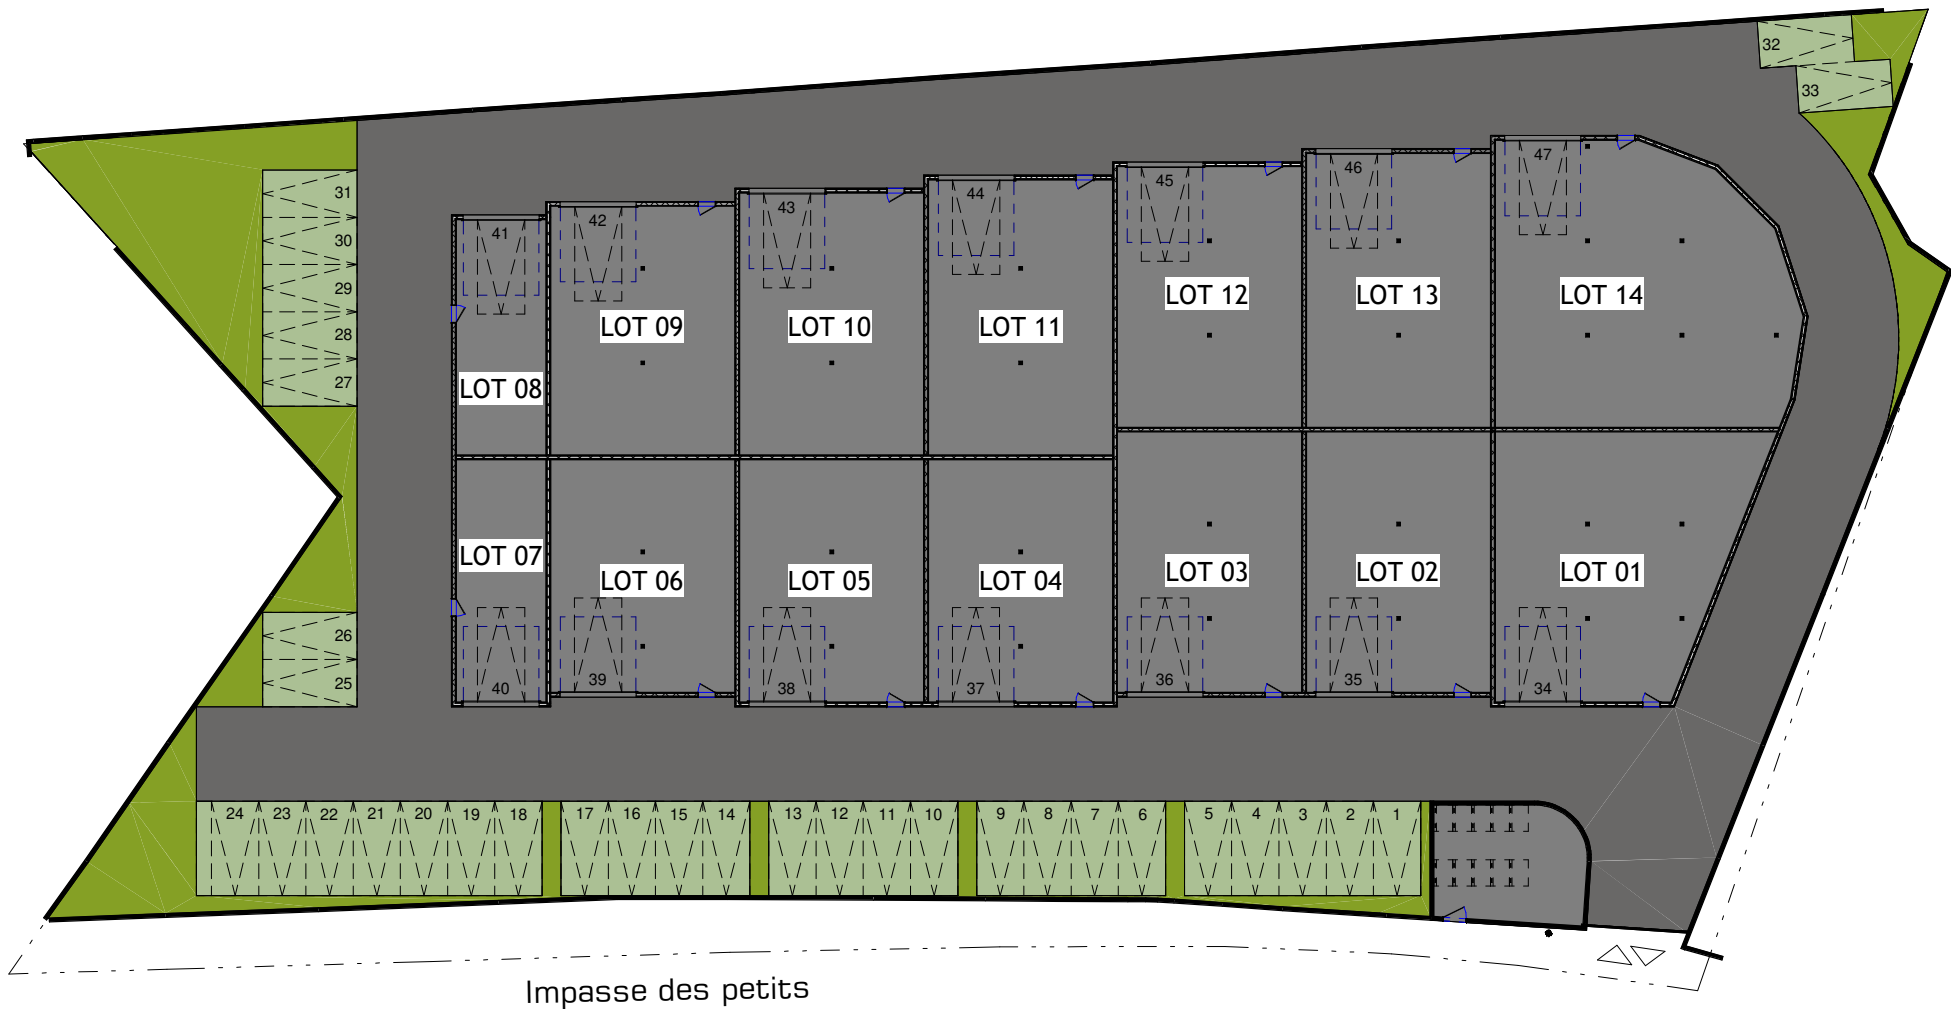 32
33
47
46
45
44
43
42
41
31
30
29
28
27
LOT 12
LOT 13
LOT 14
LOT 09
LOT 10
LOT 11
LOT 08
LOT 07
LOT 06
LOT 05
LOT 04
LOT 03
LOT 02
LOT 01
26
25
40
39
38
37
36
35
34
24 23 22 21 20 19 18 17 16 15 14 13 12 11 10 9 8 7 6 5 4 3 2 1
Impasse des petits